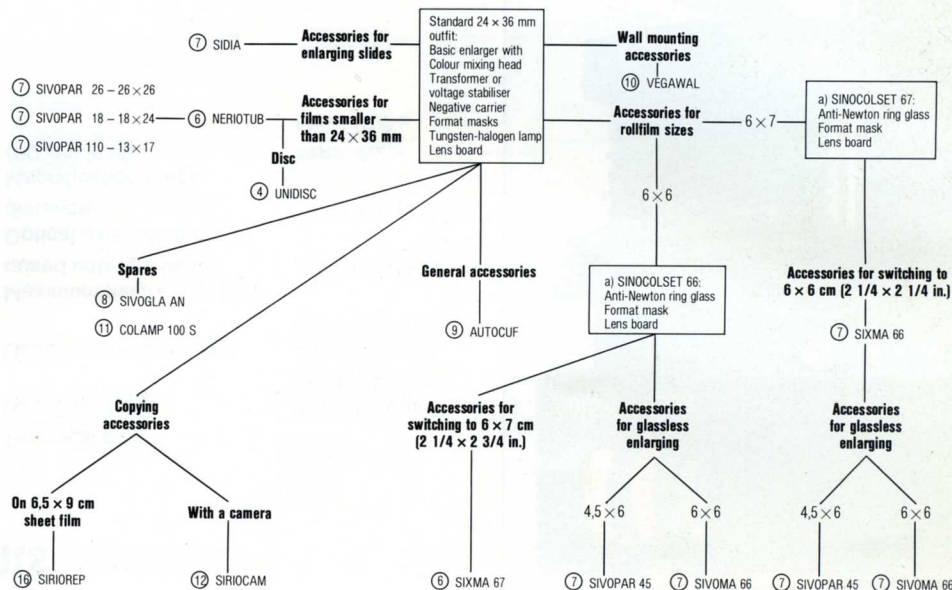 Standard 24 × 36 mm
outfit:
Basic enlarger with
Colour mixing head
Transformer or
voltage stabiliser
Negative carrier
Format masks
Tungsten-halogen lamp
Lens board
⑦ SIDIA
Accessories for
enlarging slides
Wall mounting
accessories
⑩ VEGAWAL
⑦ SIVOPAR 26 – 26 × 26
⑦ SIVOPAR 18 – 18 × 24
⑦ SIVOPAR 110 – 13 × 17
⑥ NERIOTUB
Accessories for
films smaller
than 24 × 36 mm
Disc
④ UNIDISC
Accessories for
rollfilm sizes
6 × 7
a) SINOCOLSET 67:
Anti-Newton ring glass
Format mask
Lens board
6 × 6
Spares
⑧ SIVOGLA AN
⑪ COLAMP 100 S
General accessories
⑨ AUTOCUF
a) SINOCOLSET 66:
Anti-Newton ring glass
Format mask
Lens board
Accessories for switching to
6 × 6 cm (2 1/4 × 2 1/4 in.)
⑦ SIXMA 66
Copying
accessories
Accessories for
switching to 6 × 7 cm
(2 1/4 × 2 3/4 in.)
Accessories
for glassless
enlarging
Accessories
for glassless
enlarging
On 6,5 × 9 cm
sheet film
With a camera
4,5 × 6
6 × 6
4,5 × 6
6 × 6
⑯ SIRIOREP
⑫ SIRIOCAM
⑥ SIXMA 67
⑦ SIVOPAR 45
⑦ SIVOMA 66
⑦ SIVOPAR 45
⑦ SIVOMA 66